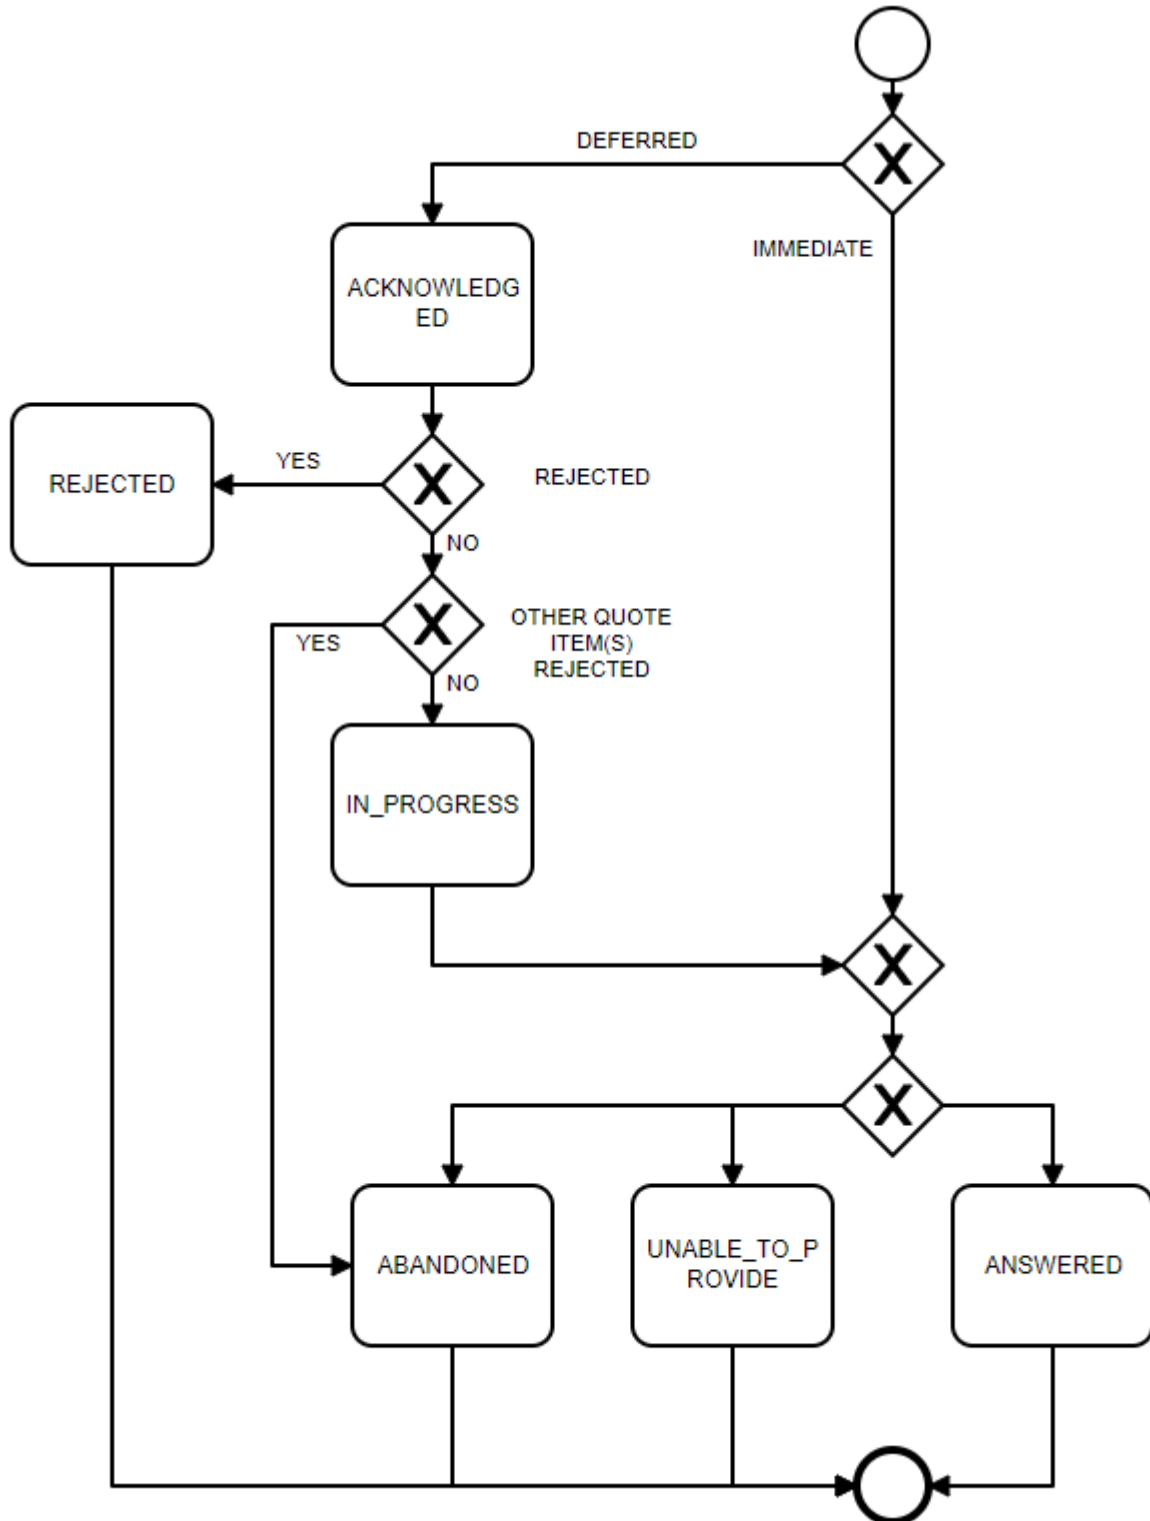 DEFERRED
IMMEDIATE
ACKNOWLEDG
ED
YES
REJECTED
REJECTED
NO
YES
OTHER QUOTE
ITEM(S)
REJECTED
NO
IN_PROGRESS
ABANDONED
UNABLE_TO_P
ROVIDE
ANSWERED